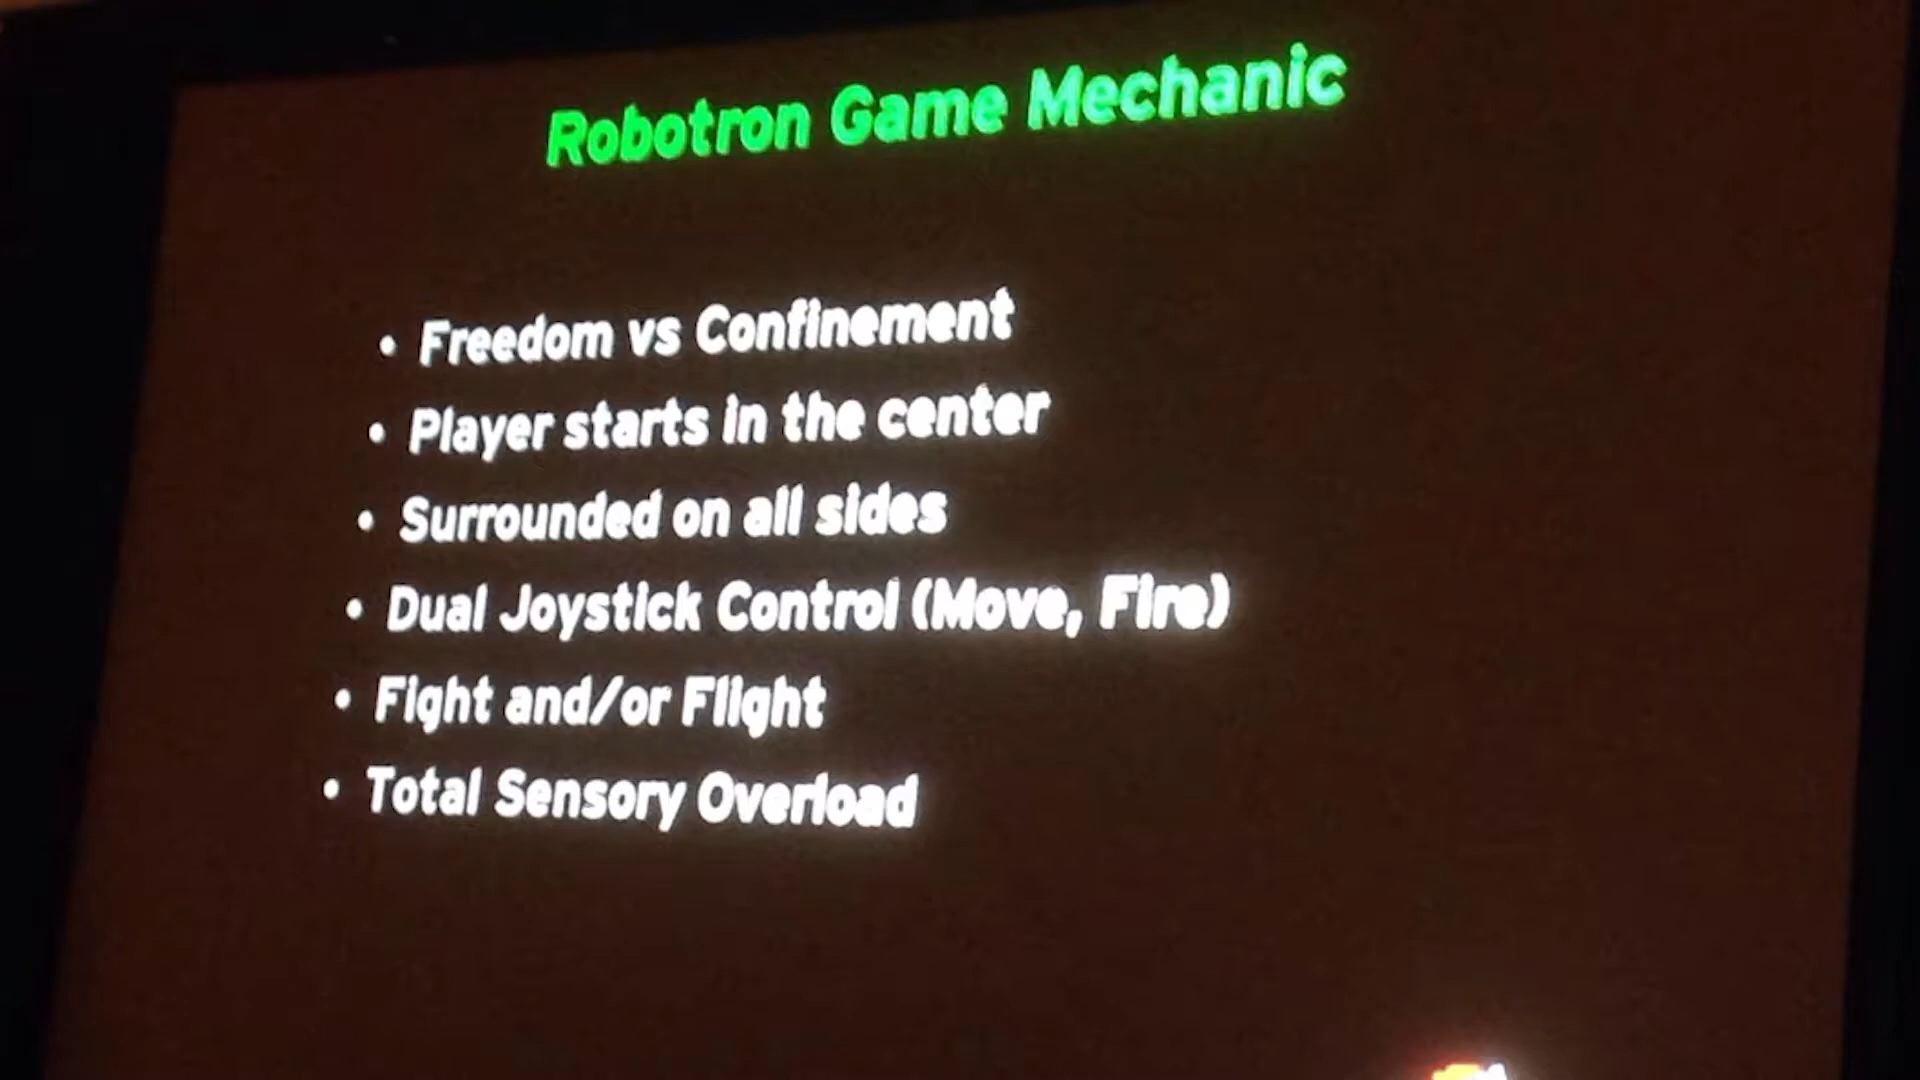 Robotron Game Mechanic
• Freedom vs Confinement
• Player starts in the center
• Surrounded on all sides
• Dual Joystick Control (Move, Fire)
• Fight and/or Flight
• Total Sensory Overload